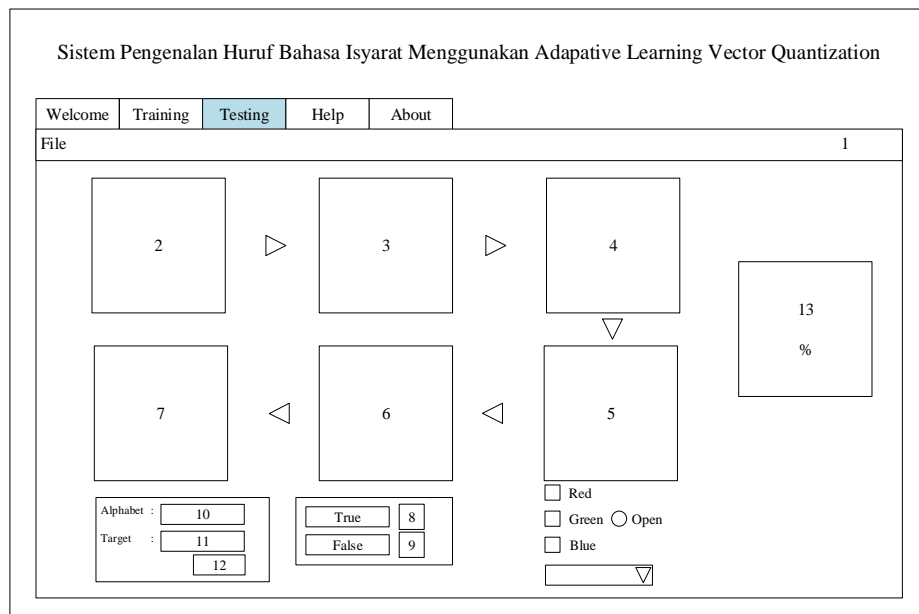 Sistem Pengenalan Huruf Bahasa Isyarat Menggunakan Adapative Learning Vector Quantization
Welcome Training Testing Help About
File 1
2 3 4
13
%
7 6 5
Red
Green Open
Blue
Alphabet : 10
Target : 11
12
True 8
False 9